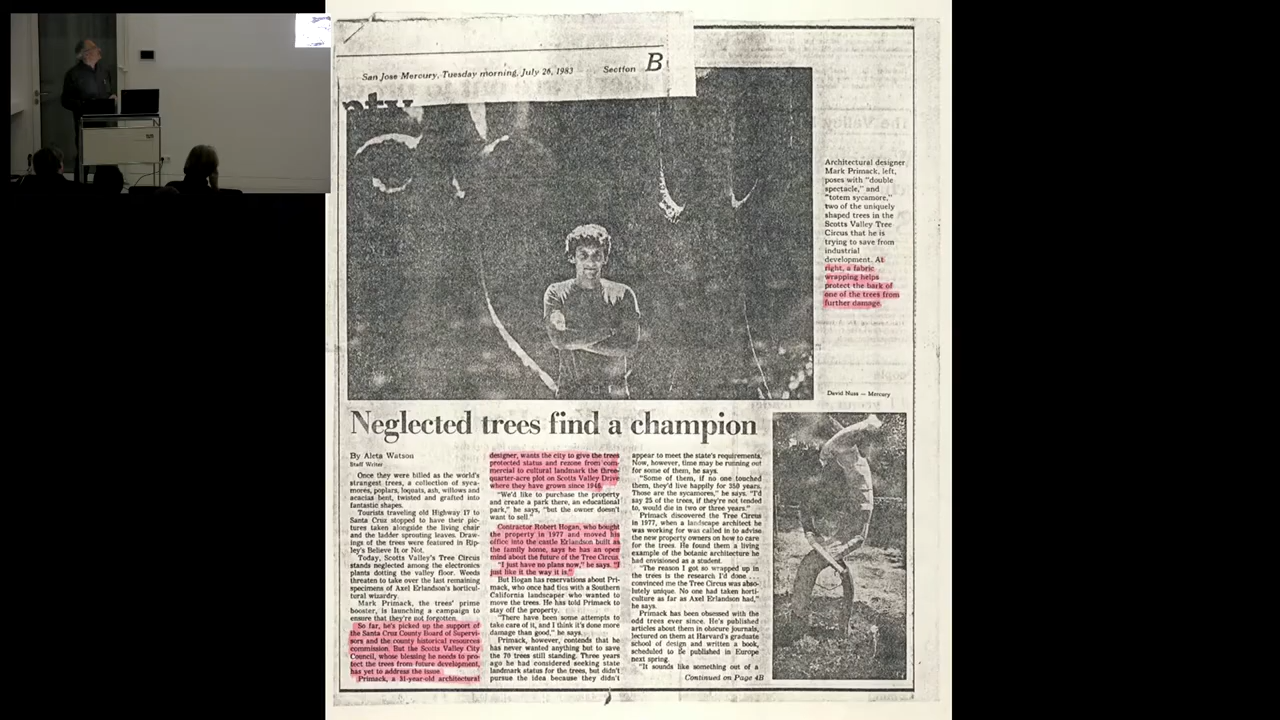 San Jose Mercury, Tuesday morning, July 26, 1983 Section B
Architectural designer
Mark Primack, left,
poses with "double
spectacle," and
"totem sycamore,"
two of the uniquely
shaped trees in the
Scotts Valley Tree
Circus that he is
trying to save from
industrial
development. At
right, a fabric
wrapping helps
protect the bark of
one of the trees from
further damage.
David Nuss — Mercury
Neglected trees find a champion
By Aleta Watson
Staff Writer
Once they were billed as the world's
strangest trees, a collection of syca-
mores, poplars, loquats, ash, willows and
acacias bent, twisted and grafted into
fantastic shapes.
Tourists traveling old Highway 17 to
Santa Cruz stopped to have their pic-
tures taken alongside the living chair
and the ladder sprouting leaves. Draw-
ings of the trees were featured in Rip-
ley's Believe It or Not.
Today, Scotts Valley's Tree Circus
stands neglected among the electronics
plants dotting the valley floor. Weeds
threaten to take over the last remaining
specimens of Axel Erlandson's horticul-
tural wizardry.
Mark Primack, the trees' prime
booster, is launching a campaign to
ensure that they're not forgotten.
So far, he's picked up the support of
the Santa Cruz County Board of Supervi-
sors and the county historical resources
commission. But the Scotts Valley City
Council, whose blessing he needs to pro-
tect the trees from future development,
has yet to address the issue.
Primack, a 31-year-old architectural
designer, wants the city to give the trees
protected status and rezone from com-
mercial to cultural landmark the three-
quarter-acre plot on Scotts Valley Drive
where they have grown since 1946.
"We'd like to purchase the property
and create a park there, an educational
park," he says, "but the owner doesn't
want to sell."
Contractor Robert Hogan, who bought
the property in 1977 and moved his
office into the castle Erlandson built as
the family home, says he has an open
mind about the future of the Tree Circus.
"I just have no plans now," he says. "I
just like it the way it is."
But Hogan has reservations about Pri-
mack, who once had ties with a Southern
California landscaper who wanted to
move the trees. He has told Primack to
stay off the property.
"There have been some attempts to
take care of it, and I think it's done more
damage than good," he says.
Primack, however, contends that he
has never wanted anything but to save
the 70 trees still standing. Three years
ago he had considered seeking state
landmark status for the trees, but didn't
pursue the idea because they didn't
appear to meet the state's requirements.
Now, however, time may be running out
for some of them, he says.
"Some of them, if no one touched
them, they'd live happily for 350 years.
Those are the sycamores," he says. "I'd
say 25 of the trees, if they're not tended
to, would die in two or three years."
Primack discovered the Tree Circus
in 1977, when a landscape architect he
was working for was called in to advise
the new property owners on how to care
for the trees. He found them a living
example of the botanic architecture he
had envisioned as a student.
"The reason I got so wrapped up in
the trees is the research I'd done . . .
convinced me the Tree Circus was abso-
lutely unique. No one had taken horti-
culture as far as Axel Erlandson had,"
he says.
Primack has been obsessed with the
odd trees ever since. He's published
articles about them in obscure journals,
lectured on them at Harvard's graduate
school of design and written a book,
scheduled to be published in Europe
next spring.
"It sounds like something out of a
Continued on Page 4B